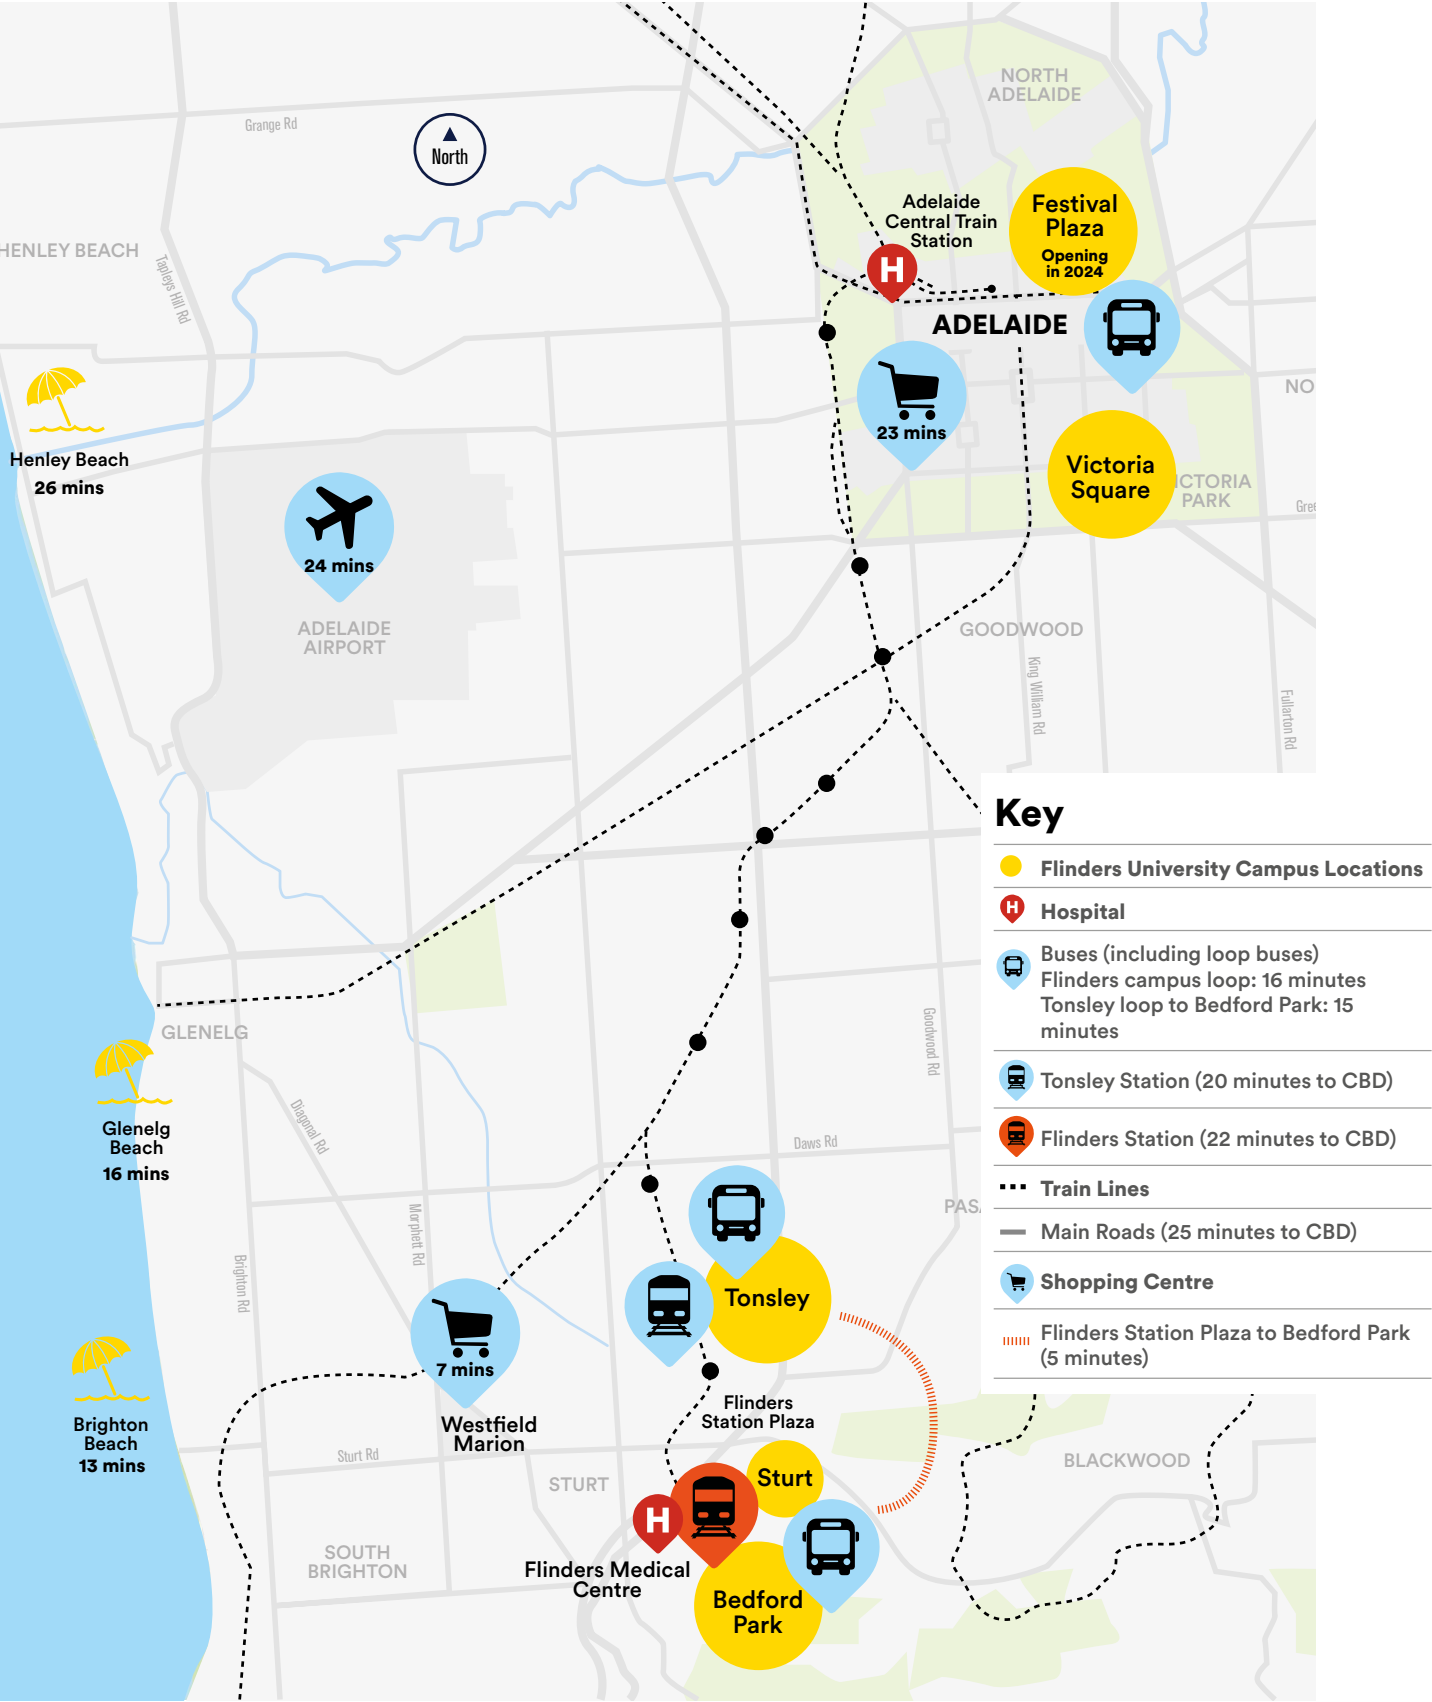 NORTH
ADELAIDE
Grange Rd
North
Adelaide
Central Train
Station
Festival
Plaza
Opening
in 2024
HENLEY BEACH
Tapleys Hill Rd
H
ADELAIDE
23 mins
NO
Henley Beach
26 mins
Victoria
Square
ICTORIA
PARK
Gree
24 mins
ADELAIDE
AIRPORT
GOODWOOD
King William Rd
Fullarton Rd
Key
Flinders University Campus Locations
H
Hospital
Buses (including loop buses)
Flinders campus loop: 16 minutes
Tonsley loop to Bedford Park: 15
minutes
Tonsley Station (20 minutes to CBD)
Flinders Station (22 minutes to CBD)
Train Lines
Main Roads (25 minutes to CBD)
Shopping Centre
Flinders Station Plaza to Bedford Park
(5 minutes)
GLENELG
Goodwood Rd
Glenelg
Beach
16 mins
Diagonal Rd
Daws Rd
PAS
Morphett Rd
Brighton Rd
Tonsley
7 mins
Westfield
Marion
Flinders
Station Plaza
Brighton
Beach
13 mins
Sturt Rd
STURT
Sturt
BLACKWOOD
H
SOUTH
BRIGHTON
Flinders Medical
Centre
Bedford
Park